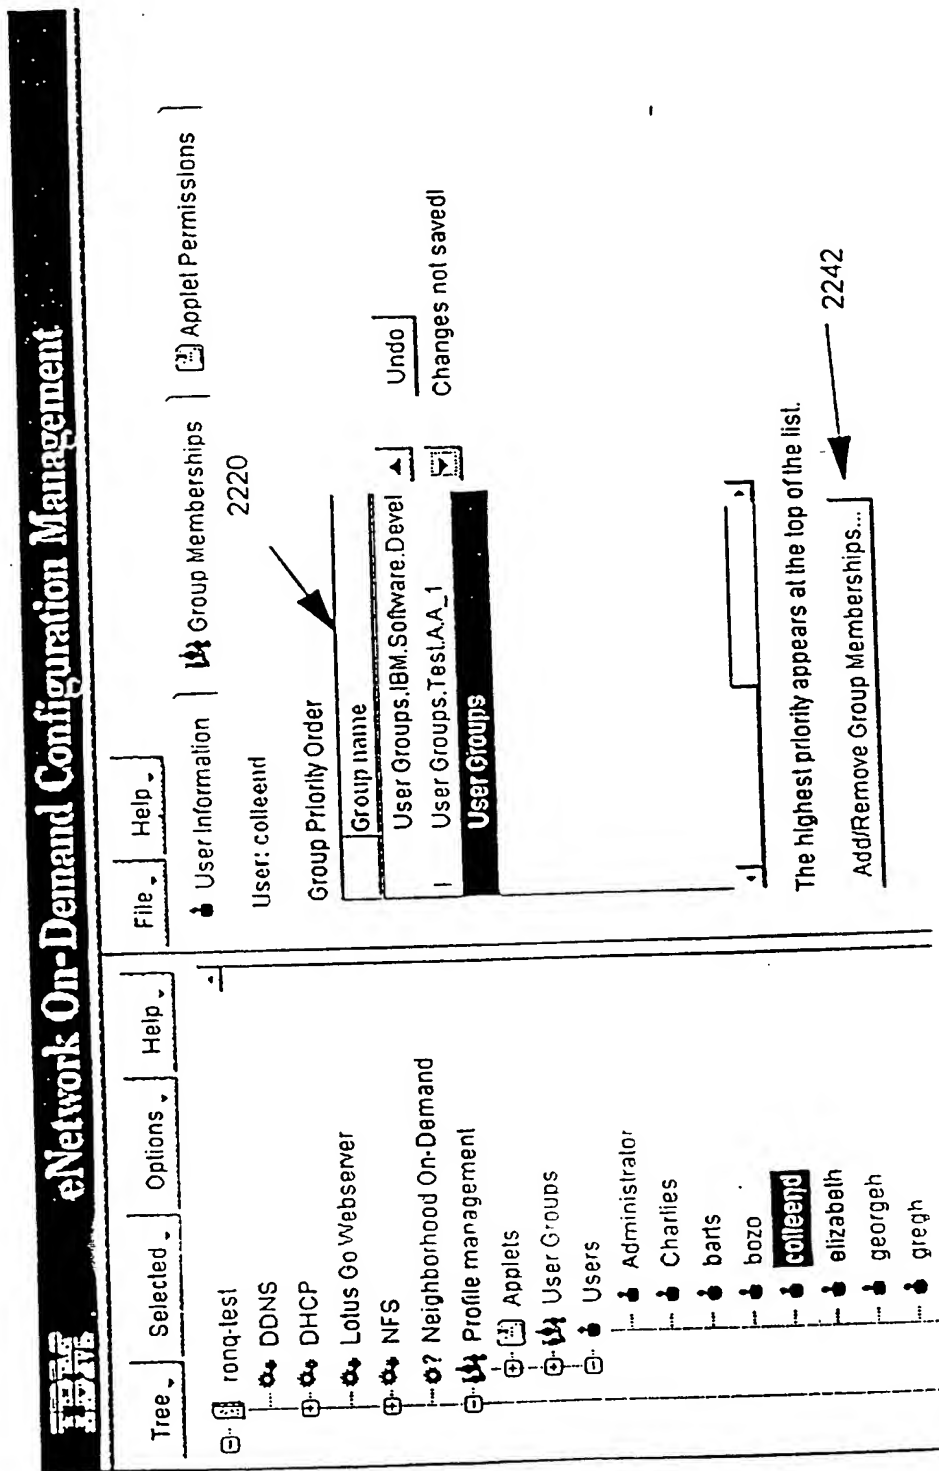 IBM
eNetwork On-Demand Configuration Management
Tree
Selected
Options
Help
ronq-test
DDNS
DHCP
Lotus Go Webserver
NFS
? Neighborhood On-Demand
Profile management
Applets
User Groups
Users
Administrator
Charlies
barts
bozo
colleend
elizabeth
georgeh
gregh
File
Help
User Information
Group Memberships
Applet Permissions
User: colleend
2220
Group Priority Order
Group name
User Groups.IBM.Software.Devel
User Groups.Test.A.A_1
User Groups
Undo
Changes not saved!
The highest priority appears at the top of the list.
Add/Remove Group Memberships...
2242